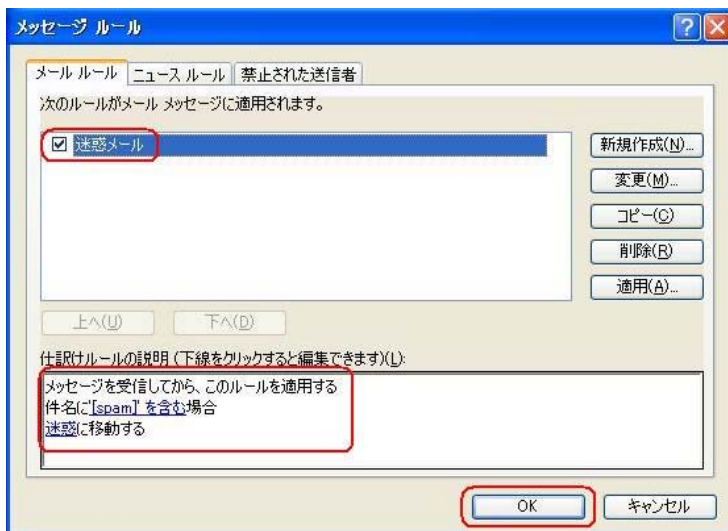 メッセージ ルール
メール ルール ニュース ルール 禁止された送信者
次のルールがメール メッセージに適用されます。
迷惑メール
新規作成(N)...
変更(M)...
コピー(C)
削除(R)
適用(A)...
上へ(U) 下へ(D)
仕訳けルールの説明 (下線をクリックすると編集できます)(L):
メッセージを受信してから、このルールを適用する
件名に'[spam]' を含む場合
迷惑に移動する
OK キャンセル